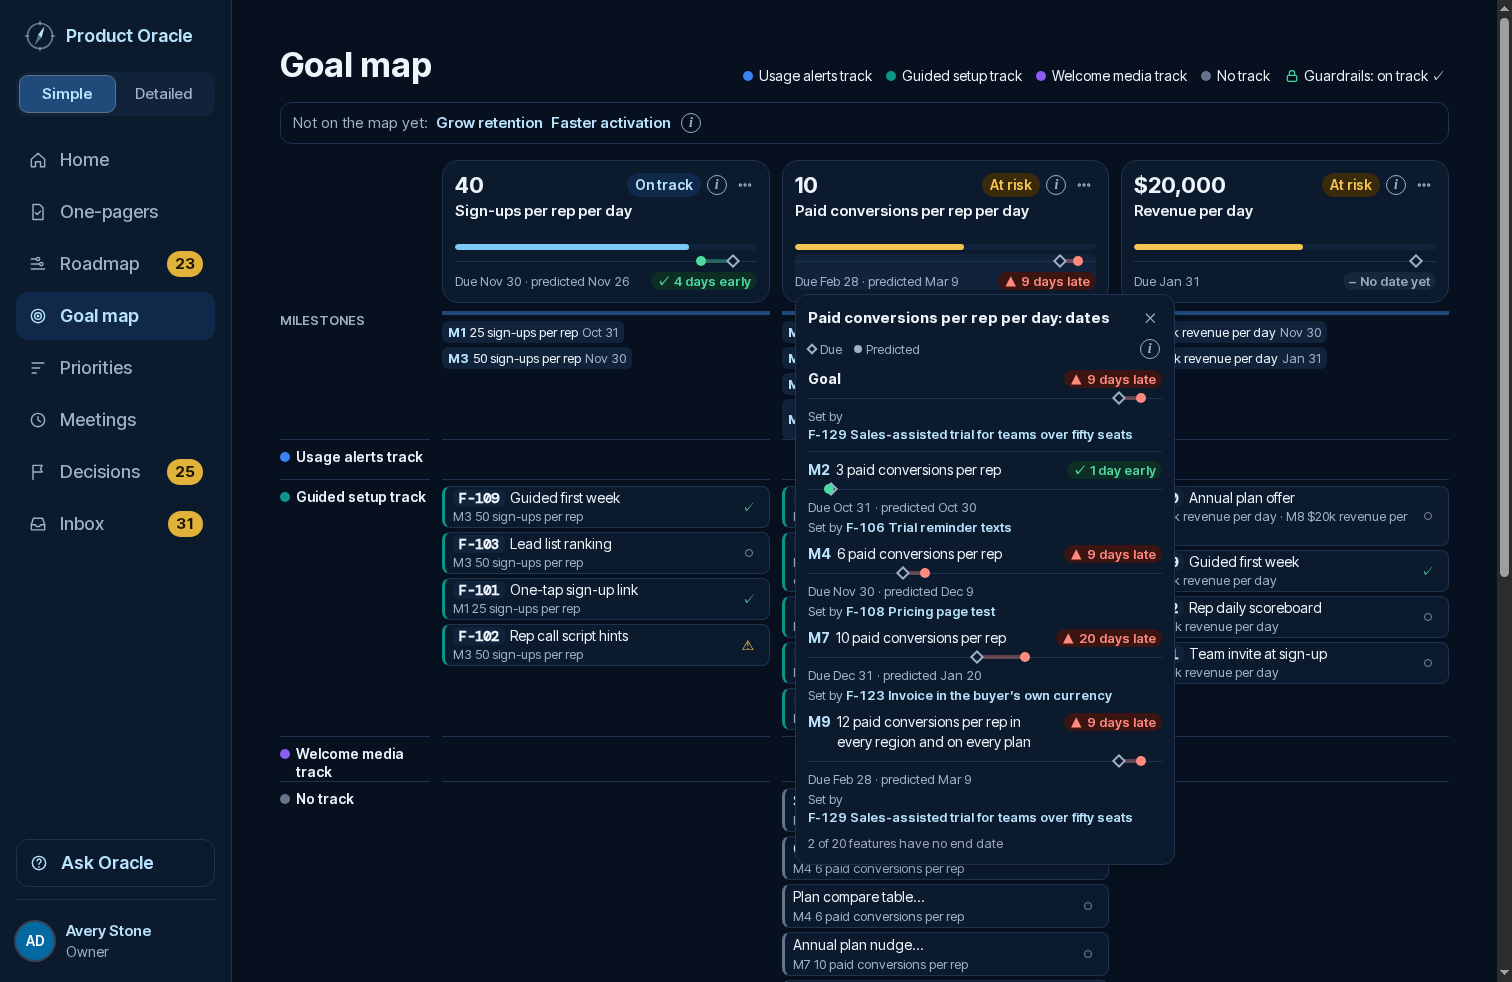 Product Oracle
Simple
Detailed
Home
One-pagers
Roadmap
23
Goal map
Priorities
Meetings
Decisions
25
Inbox
31
Ask Oracle
AD
Avery Stone
Owner
Goal map
Usage alerts track
Guided setup track
Welcome media track
No track
Guardrails: on track ✓
Not on the map yet: Grow retention Faster activation i
40
On track
i
Sign-ups per rep per day
Due Nov 30 · predicted Nov 26
✓ 4 days early
10
At risk
i
Paid conversions per rep per day
Due Feb 28 · predicted Mar 9
▲ 9 days late
$20,000
At risk
i
Revenue per day
Due Jan 31
– No date yet
MILESTONES
M1 25 sign-ups per rep Oct 31
M3 50 sign-ups per rep Nov 30
k revenue per day Nov 30
k revenue per day Jan 31
Usage alerts track
Guided setup track
F-109 Guided first week
M3 50 sign-ups per rep
✓
F-103 Lead list ranking
M3 50 sign-ups per rep
F-101 One-tap sign-up link
M1 25 sign-ups per rep
✓
F-102 Rep call script hints
M3 50 sign-ups per rep
⚠
Annual plan offer
k revenue per day · M8 $20k revenue per
Guided first week
k revenue per day
✓
Rep daily scoreboard
k revenue per day
Team invite at sign-up
k revenue per day
Welcome media
track
No track
M4 6 paid conversions per rep
Plan compare table…
M4 6 paid conversions per rep
Annual plan nudge…
M7 10 paid conversions per rep
Paid conversions per rep per day: dates
Due
Predicted
i
Goal
▲ 9 days late
Set by
F-129 Sales-assisted trial for teams over fifty seats
M2 3 paid conversions per rep
✓ 1 day early
Due Oct 31 · predicted Oct 30
Set by F-106 Trial reminder texts
M4 6 paid conversions per rep
▲ 9 days late
Due Nov 30 · predicted Dec 9
Set by F-108 Pricing page test
M7 10 paid conversions per rep
▲ 20 days late
Due Dec 31 · predicted Jan 20
Set by F-123 Invoice in the buyer’s own currency
M9 12 paid conversions per rep in
every region and on every plan
▲ 9 days late
Due Feb 28 · predicted Mar 9
Set by
F-129 Sales-assisted trial for teams over fifty seats
2 of 20 features have no end date